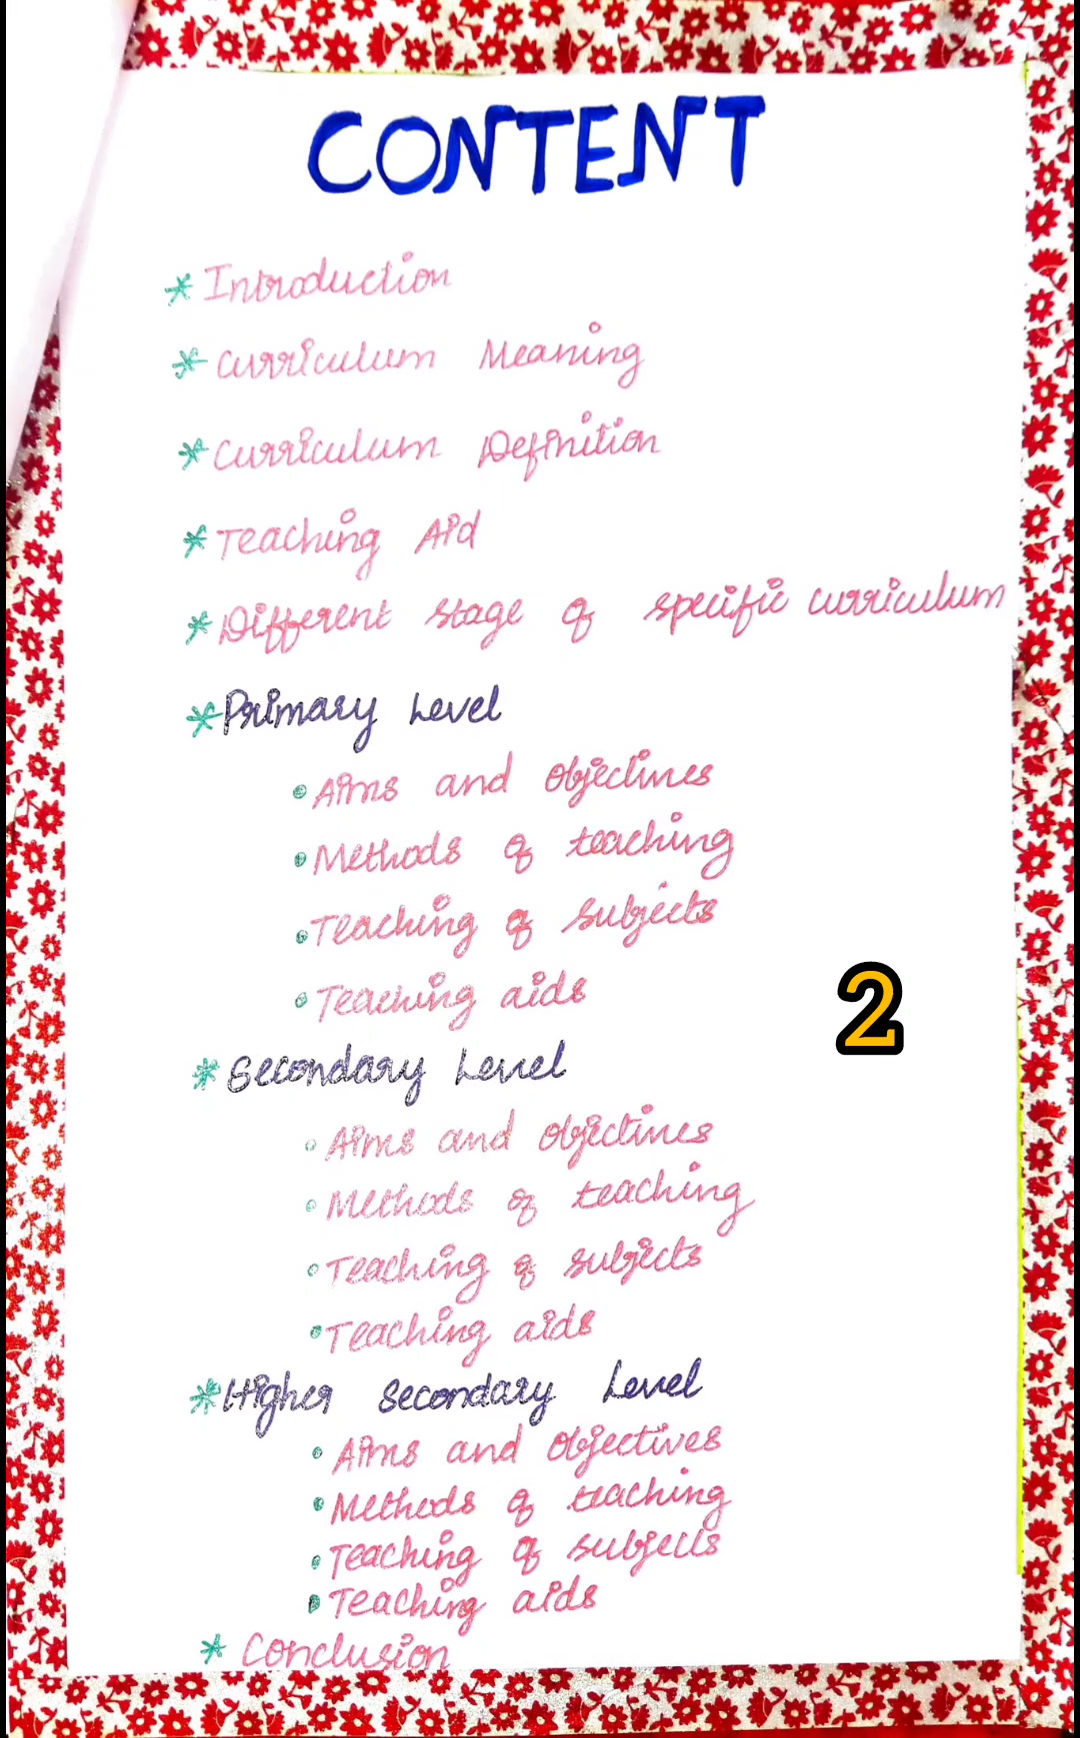 CONTENT
* Introduction
* Curriculum Meaning
* Curriculum Definition
* Teaching Aid
* Different stage of specific curriculum
* Primary Level
• Aims and objectives
• Methods of teaching
• Teaching of subjects
• Teaching aids
2
* Secondary Level
• Aims and objectives
• Methods of teaching
• Teaching of subjects
• Teaching aids
* Higher Secondary Level
• Aims and objectives
• Methods of teaching
• Teaching of subjects
• Teaching aids
* Conclusion